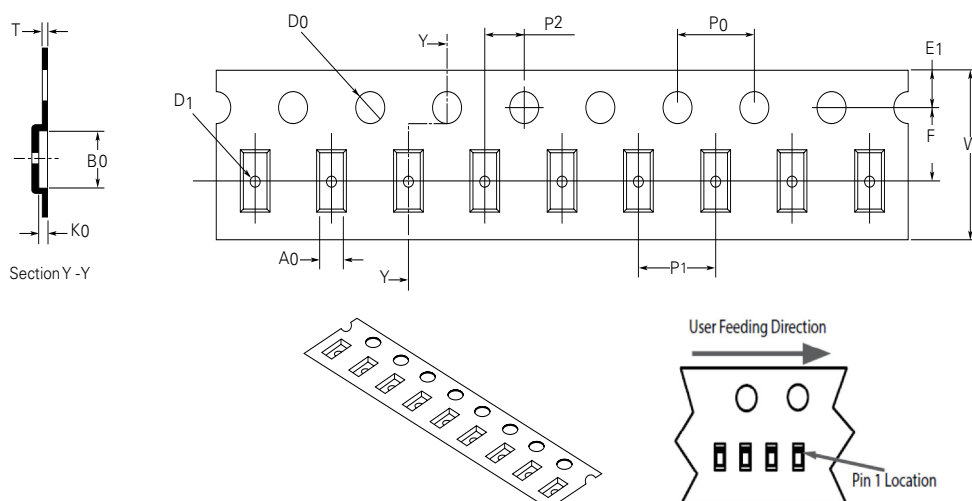 T
D0
Y
P2
P0
E1
D1
B0
F
W
K0
A0
Section Y - Y
Y
P1
User Feeding Direction
Pin 1 Location